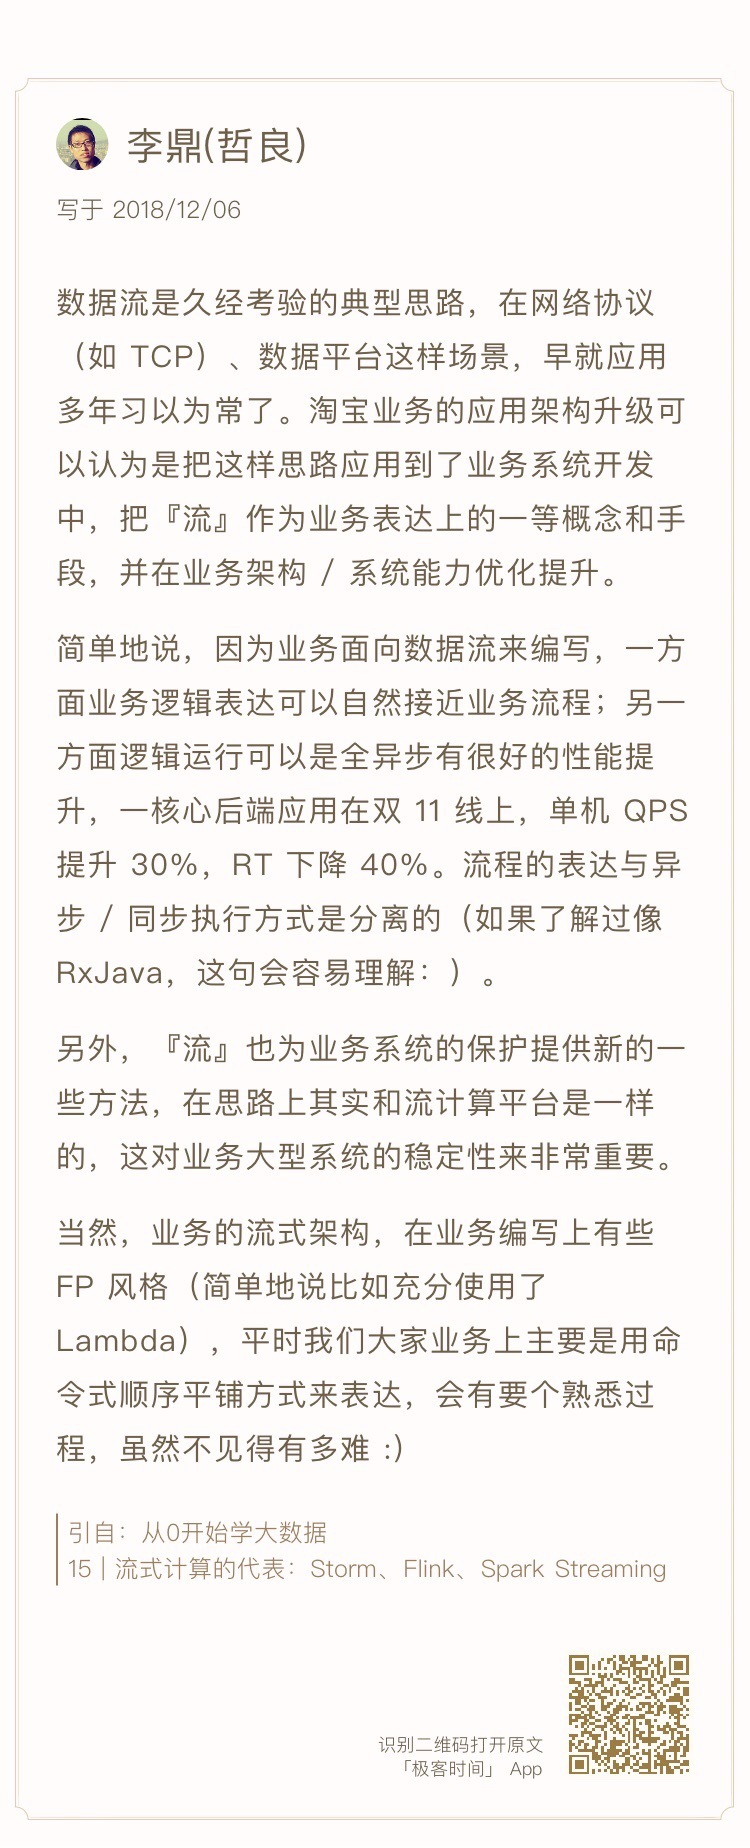 李鼎(哲良)
写于 2018/12/06
数据流是久经考验的典型思路，在网络协议
（如 TCP）、数据平台这样场景，早就应用
多年习以为常了。淘宝业务的应用架构升级可
以认为是把这样思路应用到了业务系统开发
中，把『流』作为业务表达上的一等概念和手
段，并在业务架构 / 系统能力优化提升。
简单地说，因为业务面向数据流来编写，一方
面业务逻辑表达可以自然接近业务流程；另一
方面逻辑运行可以是全异步有很好的性能提
升，一核心后端应用在双 11 线上，单机 QPS
提升 30%，RT 下降 40%。流程的表达与异
步 / 同步执行方式是分离的（如果了解过像
RxJava，这句会容易理解：）。
另外，『流』也为业务系统的保护提供新的一
些方法，在思路上其实和流计算平台是一样
的，这对业务大型系统的稳定性来非常重要。
当然，业务的流式架构，在业务编写上有些
FP 风格（简单地说比如充分使用了
Lambda），平时我们大家业务上主要是用命
令式顺序平铺方式来表达，会有要个熟悉过
程，虽然不见得有多难 :)
引自：从0开始学大数据
15 | 流式计算的代表：Storm、Flink、Spark Streaming
识别二维码打开原文
「极客时间」 App